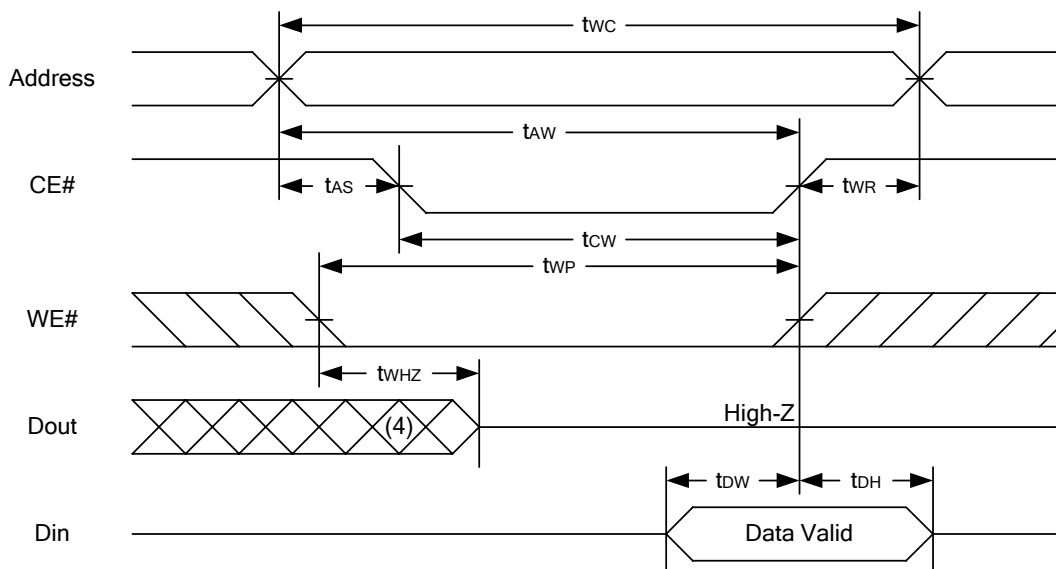 tWC
Address
tAW
CE#
tAS
tWR
tCW
tWP
WE#
tWHZ
Dout
(4)
High-Z
tDW
tDH
Din
Data Valid